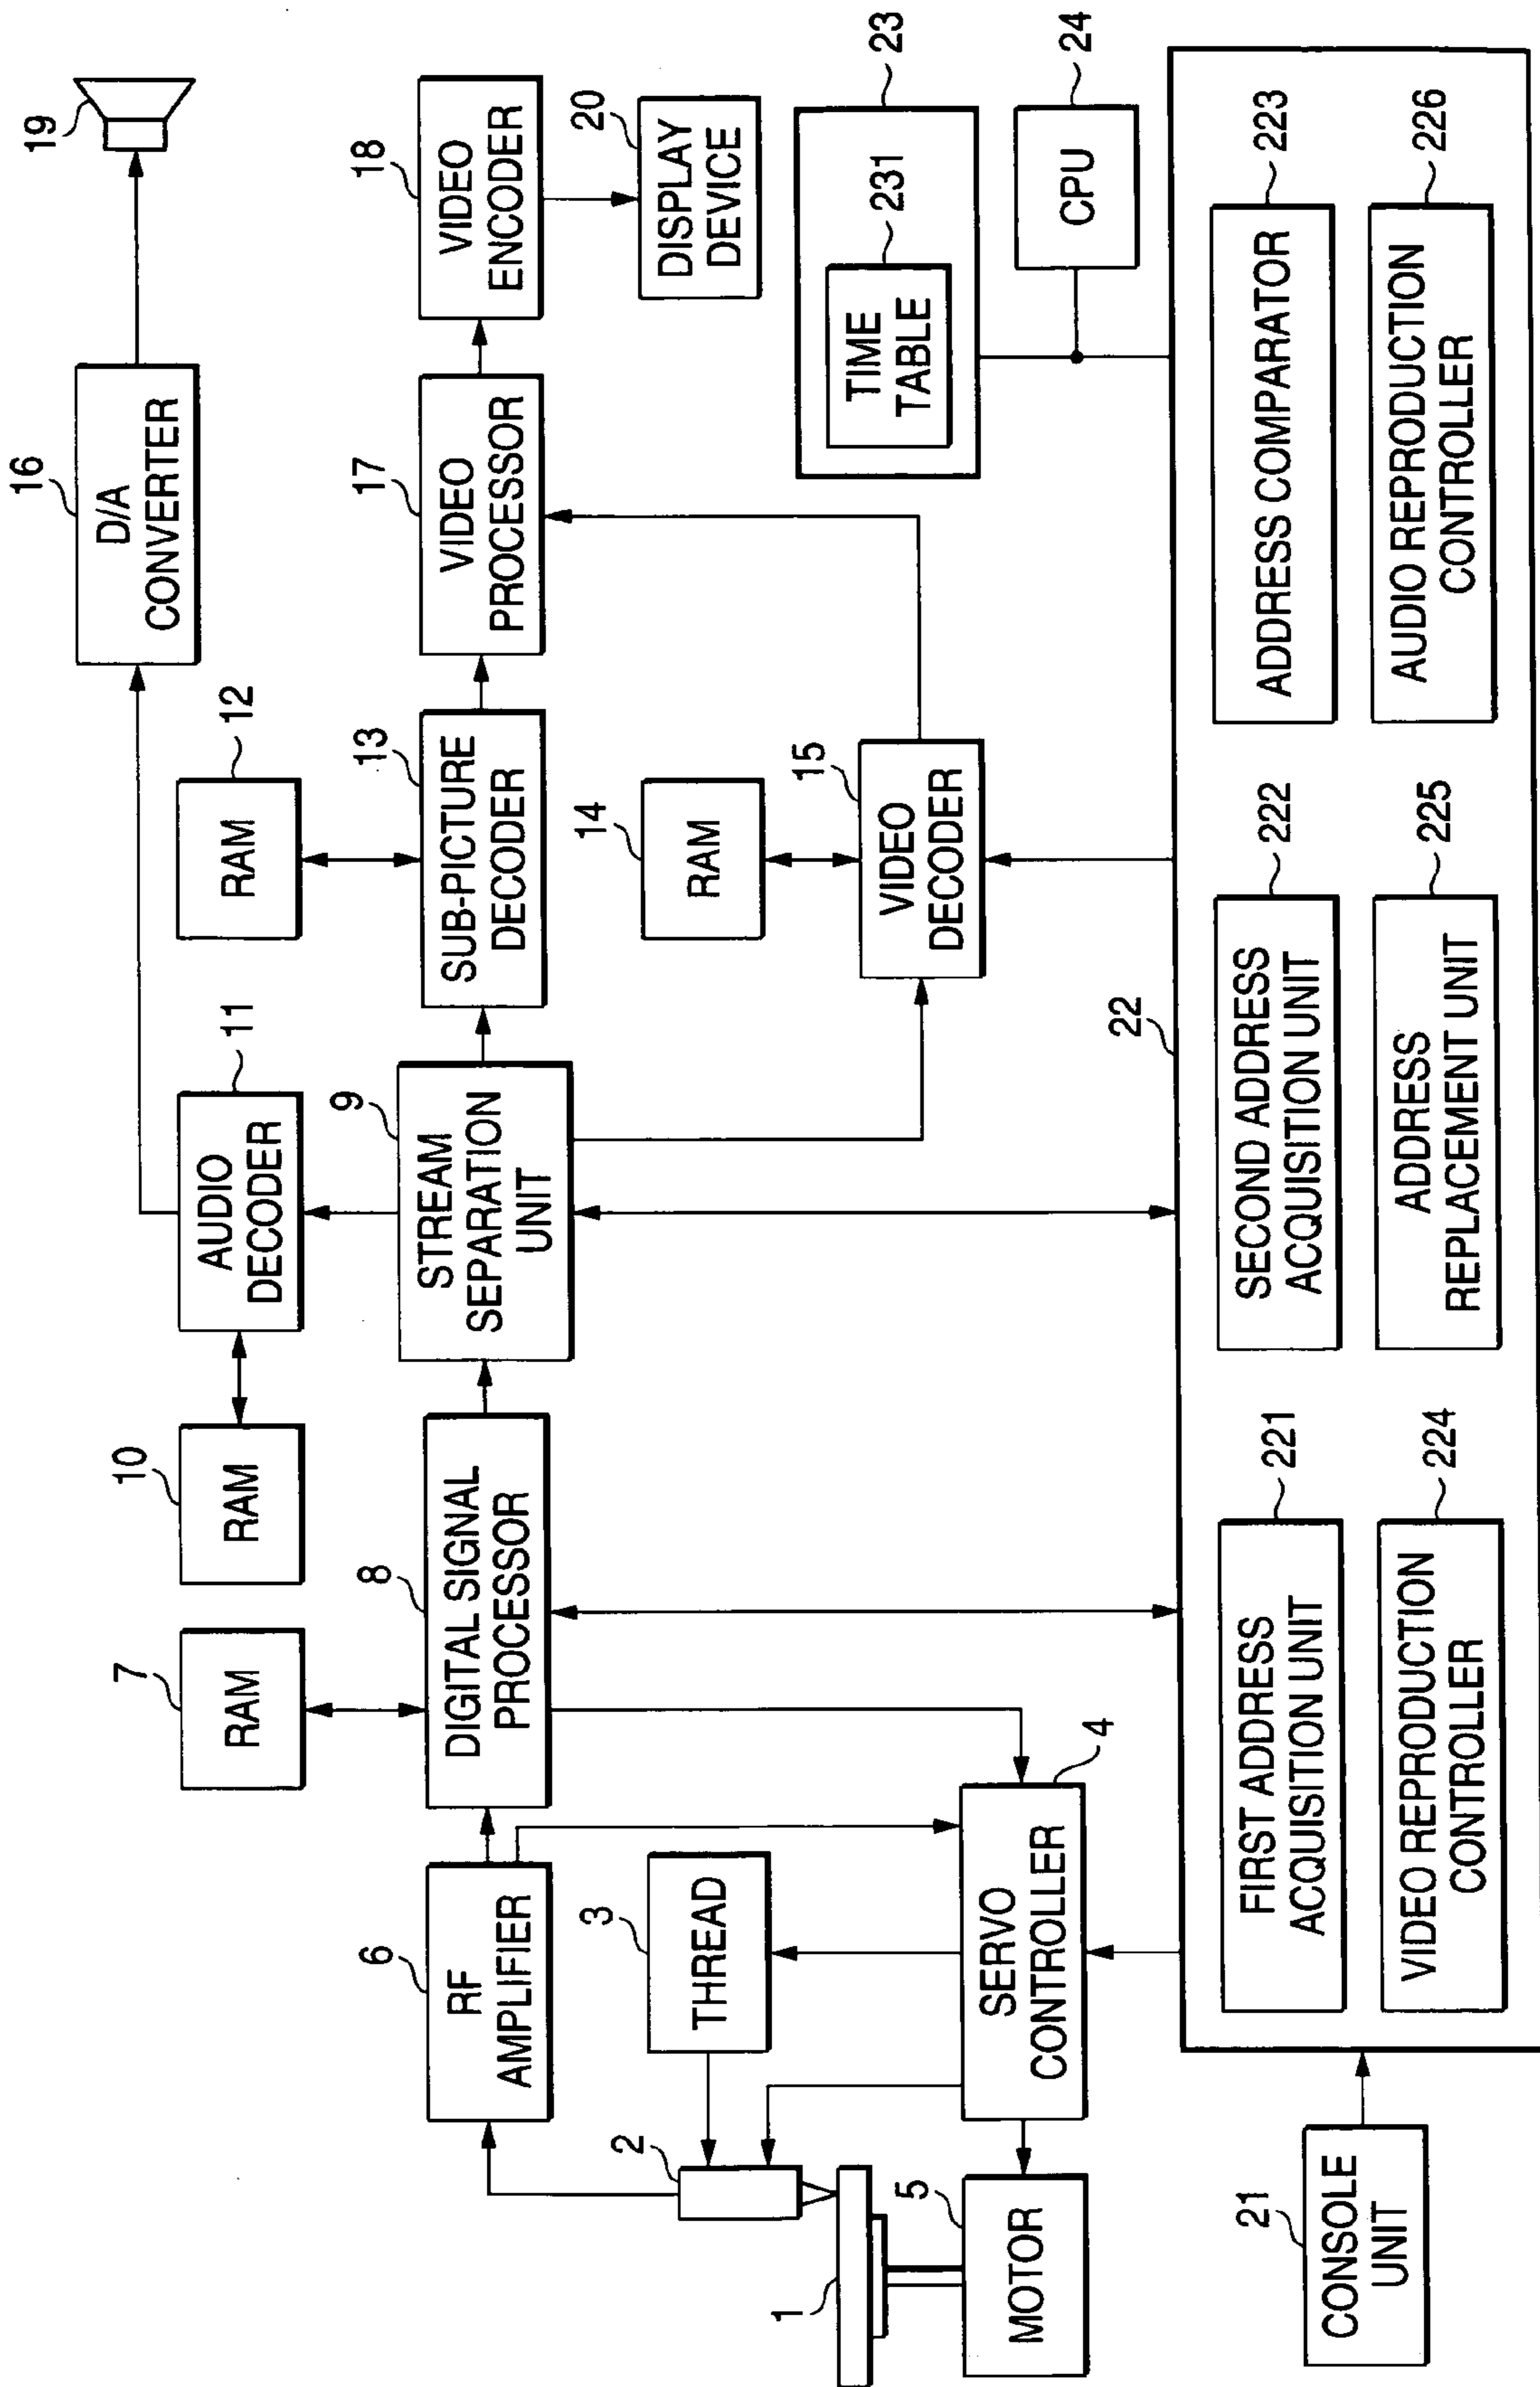 19
16
D/A
CONVERTER
12
RAM
11
AUDIO
DECODER
10
RAM
7
RAM
18
VIDEO
ENCODER
17
VIDEO
PROCESSOR
13
SUB-PICTURE
DECODER
9
STREAM
SEPARATION
UNIT
8
DIGITAL SIGNAL
PROCESSOR
6
RF
AMPLIFIER
20
DISPLAY
DEVICE
14
RAM
3
THREAD
2
23
231
TIME
TABLE
15
VIDEO
DECODER
4
SERVO
CONTROLLER
5
MOTOR
1
24
CPU
22
223
ADDRESS COMPARATOR
222
SECOND ADDRESS
ACQUISITION UNIT
221
FIRST ADDRESS
ACQUISITION UNIT
226
AUDIO REPRODUCTION
CONTROLLER
225
ADDRESS
REPLACEMENT UNIT
224
VIDEO REPRODUCTION
CONTROLLER
21
CONSOLE
UNIT